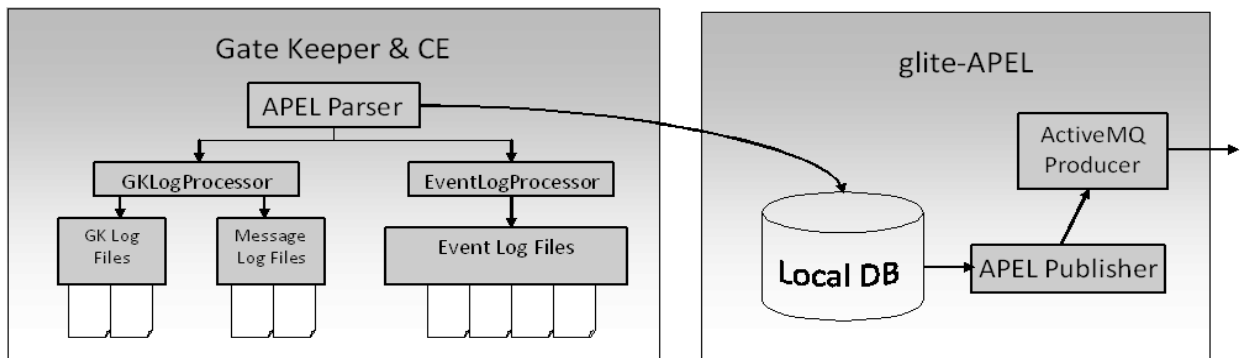 Gate Keeper & CE
APEL Parser
GKLogProcessor
EventLogProcessor
GK Log
Files
Message
Log Files
Event Log Files
glite-APEL
ActiveMQ
Producer
Local DB
APEL Publisher